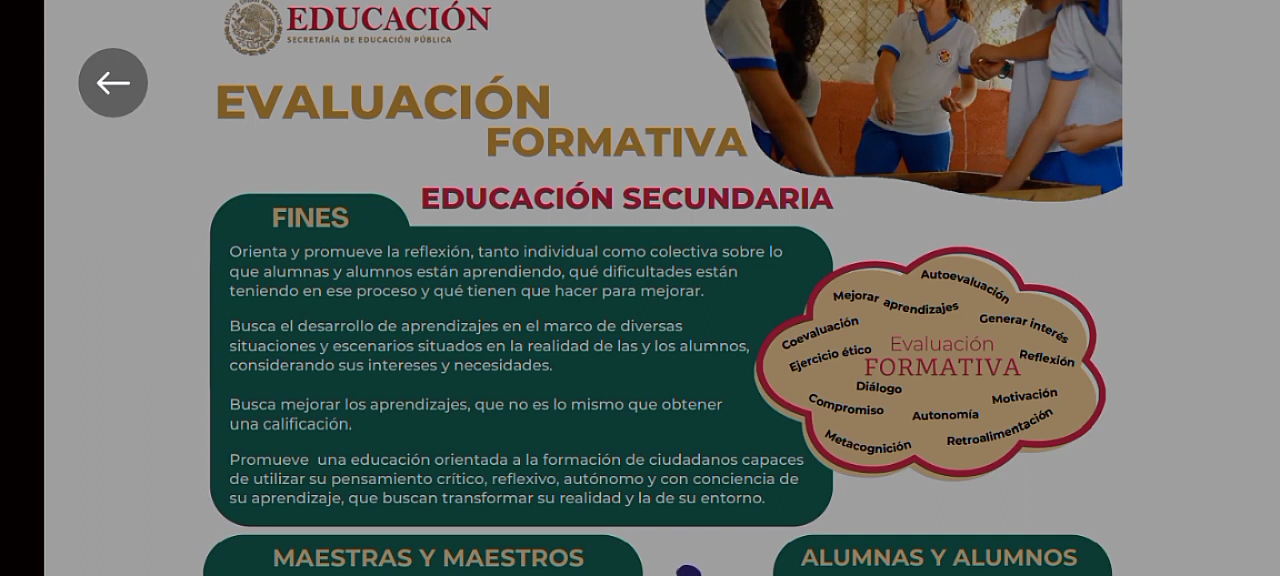 EDUCACIÓN
SECRETARÍA DE EDUCACIÓN PÚBLICA
EVALUACIÓN
FORMATIVA
EDUCACIÓN SECUNDARIA
FINES
Orienta y promueve la reflexión, tanto individual como colectiva sobre lo
que alumnas y alumnos están aprendiendo, qué dificultades están
teniendo en ese proceso y qué tienen que hacer para mejorar.
Busca el desarrollo de aprendizajes en el marco de diversas
situaciones y escenarios situados en la realidad de las y los alumnos,
considerando sus intereses y necesidades.
Busca mejorar los aprendizajes, que no es lo mismo que obtener
una calificación.
Promueve una educación orientada a la formación de ciudadanos capaces
de utilizar su pensamiento crítico, reflexivo, autónomo y con conciencia de
su aprendizaje, que buscan transformar su realidad y la de su entorno.
Autoevaluación
Mejorar aprendizajes
Generar interés
Coevaluación
Ejercicio ético
Evaluación
FORMATIVA
Reflexión
Diálogo
Motivación
Compromiso
Autonomía
Metacognición
Retroalimentación
MAESTRAS Y MAESTROS
ALUMNAS Y ALUMNOS